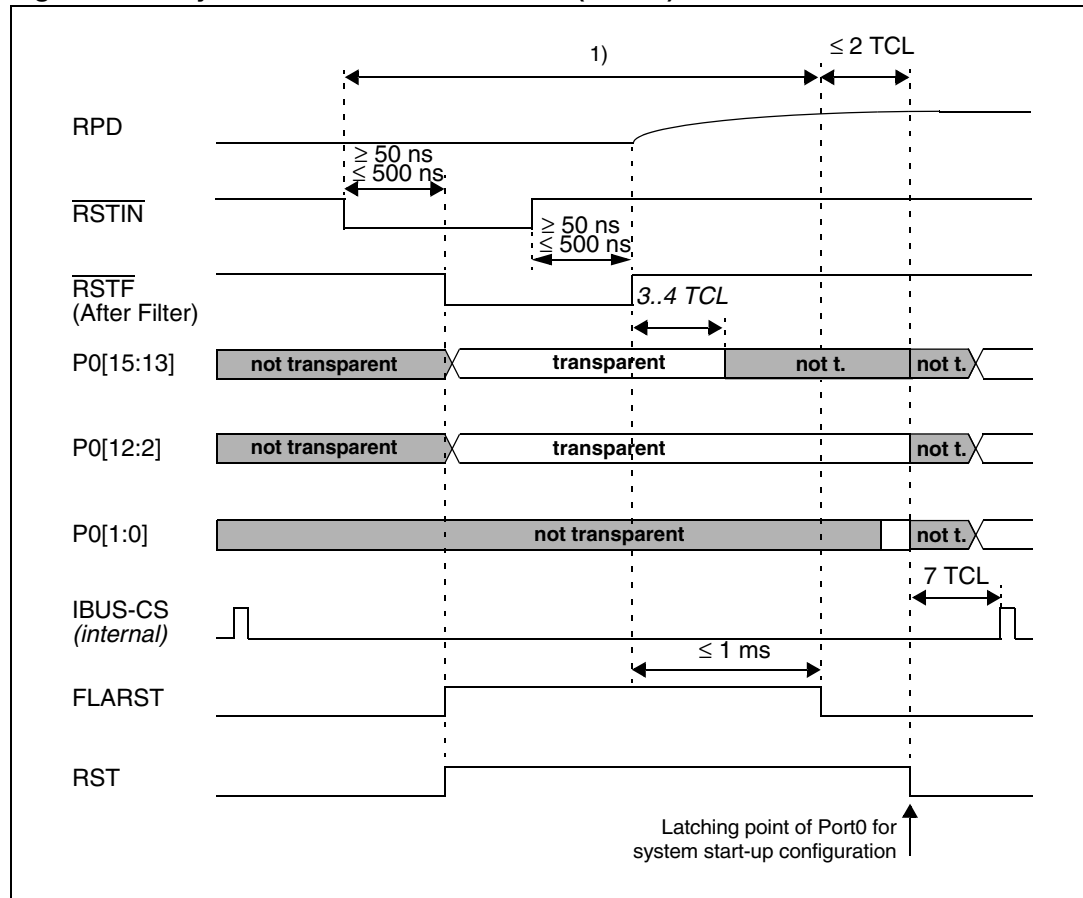 1)
≤ 2 TCL
RPD
≥ 50 ns
≤ 500 ns
RSTIN
≥ 50 ns
≤ 500 ns
RSTF
(After Filter)
3..4 TCL
P0[15:13]
not transparent
transparent
not t.
not t.
P0[12:2]
not transparent
transparent
not t.
P0[1:0]
not transparent
not t.
7 TCL
IBUS-CS
(internal)
≤ 1 ms
FLARST
RST
Latching point of Port0 for
system start-up configuration